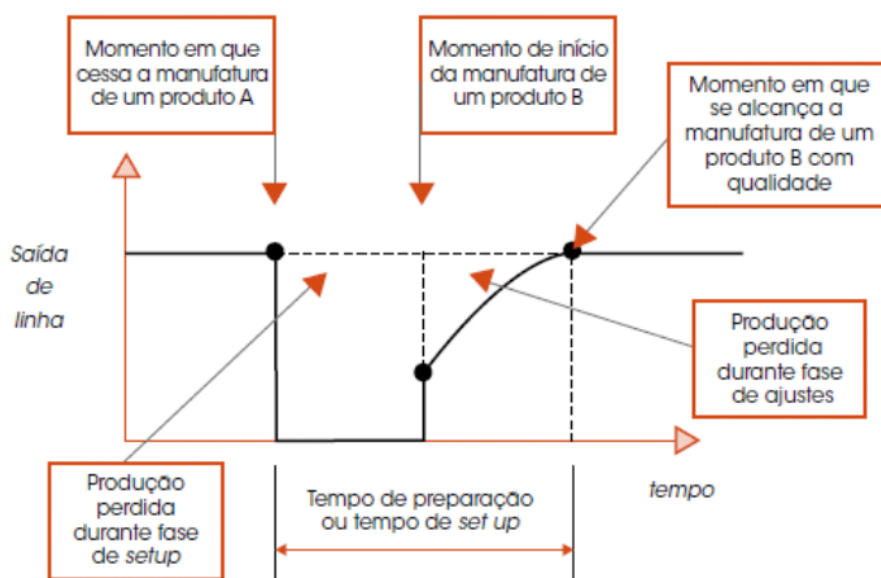 Momento em que
cessa a manufatura
de um produto A
Momento de início
da manufatura de
um produto B
Momento em que
se alcança a
manufatura de um
produto B com
qualidade
Saída
de
linha
Produção
perdida
durante fase
de ajustes
Produção
perdida
durante fase
de setup
Tempo de preparação
ou tempo de set up
tempo